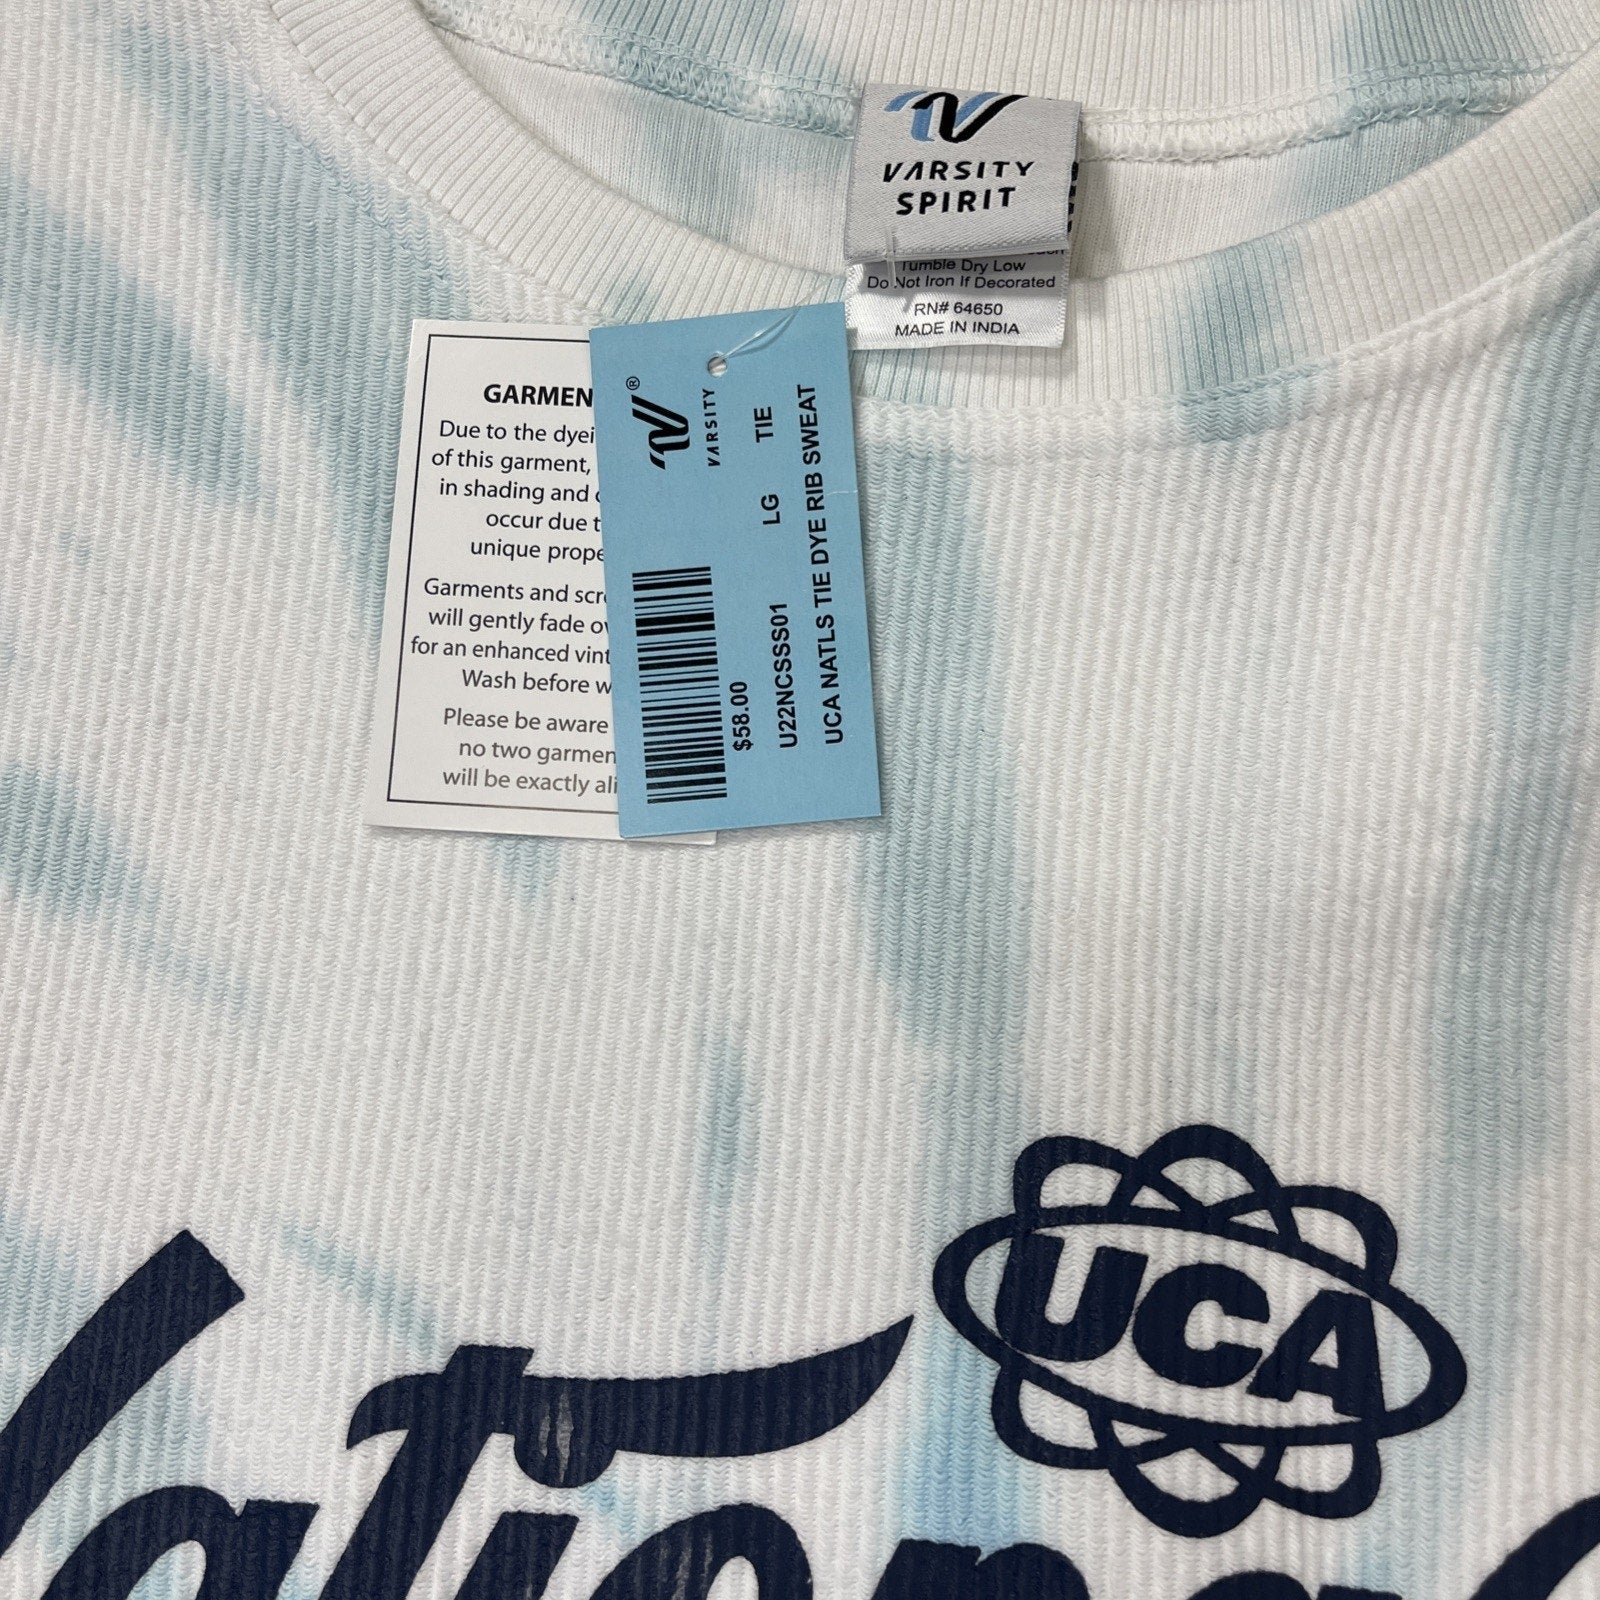 VARSITY
SPIRIT
Tumble Dry Low
Do Not Iron If Decorated
RN# 64650
MADE IN INDIA
GARMEN
Due to the dyei
of this garment,
in shading and
occur due t
unique prope
Garments and scr
will gently fade o
for an enhanced vint
Wash before w
Please be aware
no two garmen
will be exactly ali
®
VARSITY
LG TIE
$58.00
U22NCSSS01
UCA NATLS TIE DYE RIB SWEAT
UCA